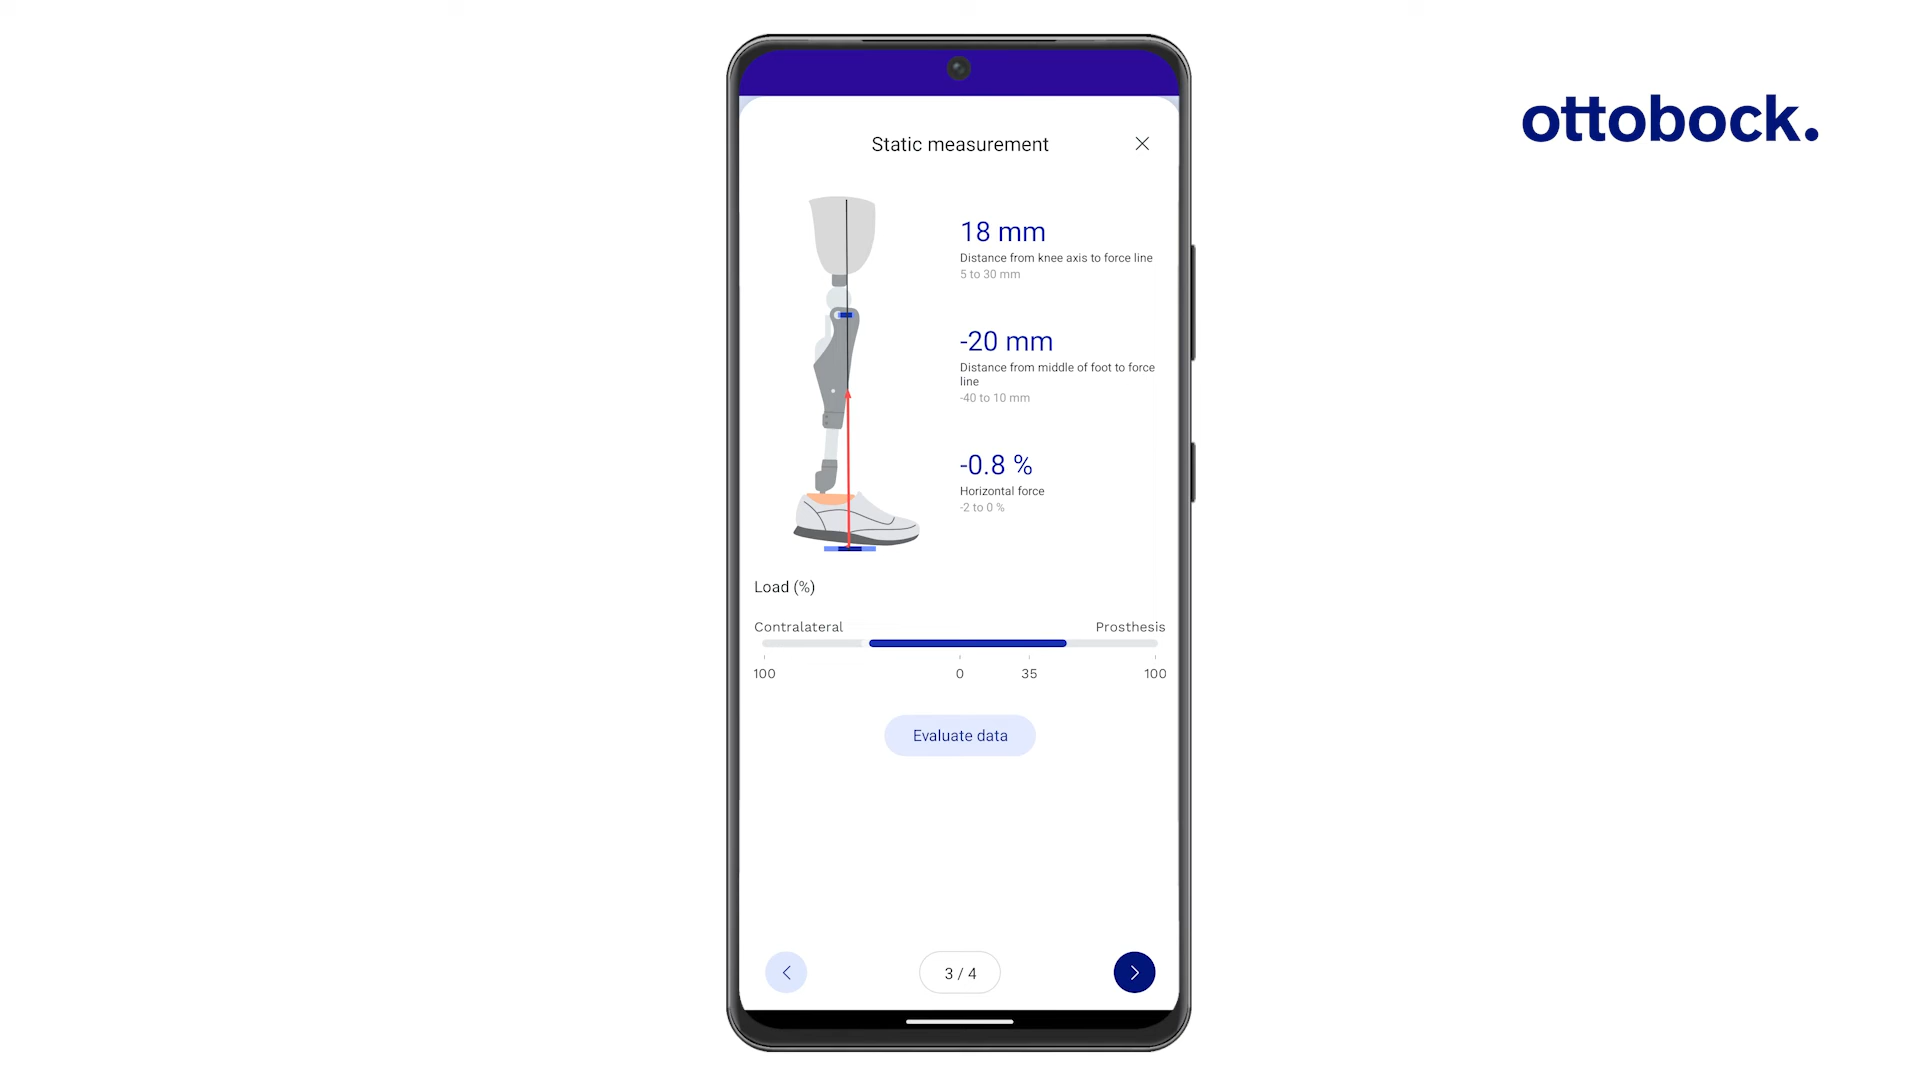 ottobock.
Static measurement
18 mm
Distance from knee axis to force line
5 to 30 mm
-20 mm
Distance from middle of foot to force
line
-40 to 10 mm
-0.8 %
Horizontal force
-2 to 0 %
Load (%)
Contralateral Prosthesis
100 0 35 100
Evaluate data
3 / 4